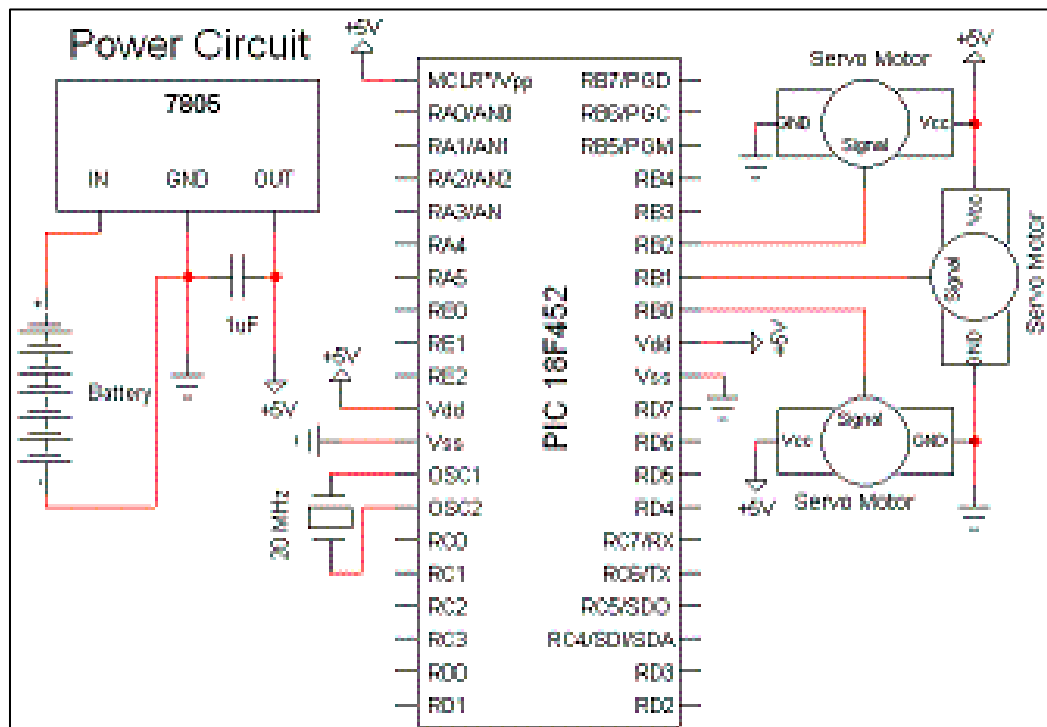 Power Circuit
7805
IN GND OUT
1uF
Battery
+5V
+5V
MCLR*/Vpp
RA0/AN0
RA1/AN1
RA2/AN2
RA3/AN
RA4
RA5
RE0
RE1
RE2
+5V
Vdd
Vss
OSC1
OSC2
20 MHz
RC0
RC1
RC2
RC3
RD0
RD1
PIC 18F452
RB7/PGD
RB6/PGC
RB5/PGM
RB4
RB3
RB2
RB1
RB0
Vdd
+5V
Vss
RD7
RD6
RD5
RD4
RC7/RX
RC6/TX
RC5/SDO
RC4/SDI/SDA
RD3
RD2
Servo Motor
GND Signal Vcc
+5V
Vcc
Signal
GND
Servo Motor
Vcc Signal GND
+5V
Servo Motor